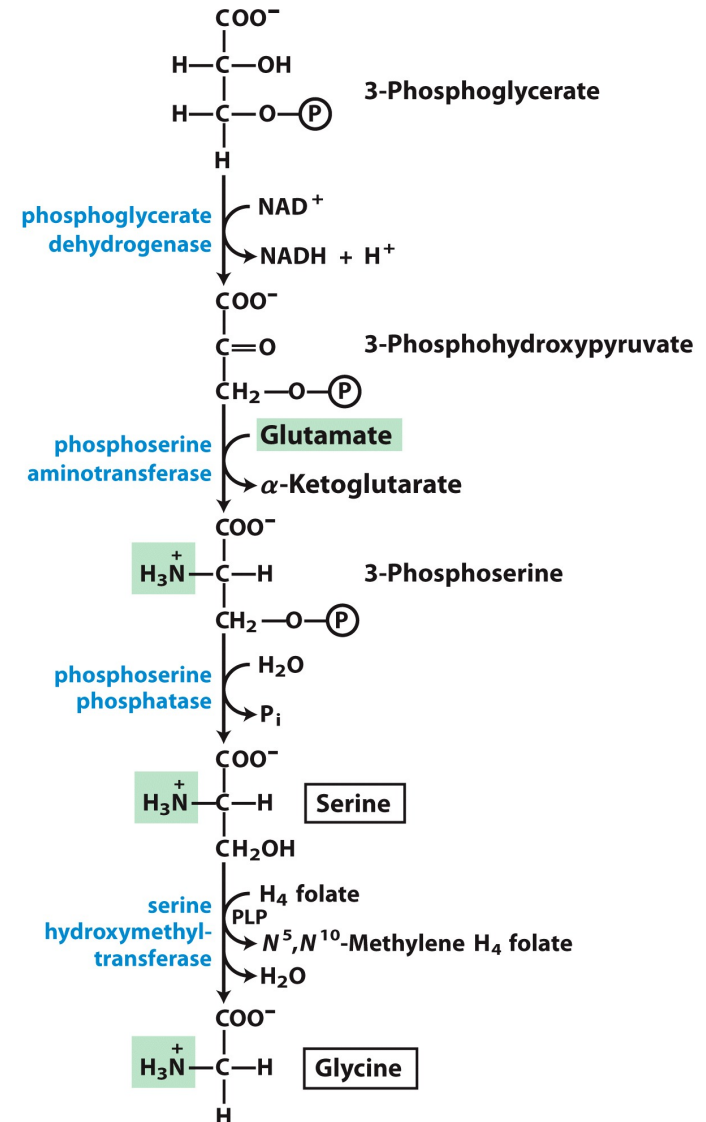 COO⁻
H—C—OH
3-Phosphoglycerate
H—C—O—P
H
phosphoglycerate
dehydrogenase
NAD⁺
NADH + H⁺
COO⁻
C=O
3-Phosphohydroxypyruvate
CH₂—O—P
phosphoserine
aminotransferase
Glutamate
α-Ketoglutarate
COO⁻
H₃N⁺—C—H
3-Phosphoserine
CH₂—O—P
phosphoserine
phosphatase
H₂O
Pᵢ
COO⁻
H₃N⁺—C—H
Serine
CH₂OH
serine
hydroxymethyl-
transferase
H₄ folate
PLP
N⁵,N¹⁰-Methylene H₄ folate
H₂O
COO⁻
H₃N⁺—C—H
Glycine
H